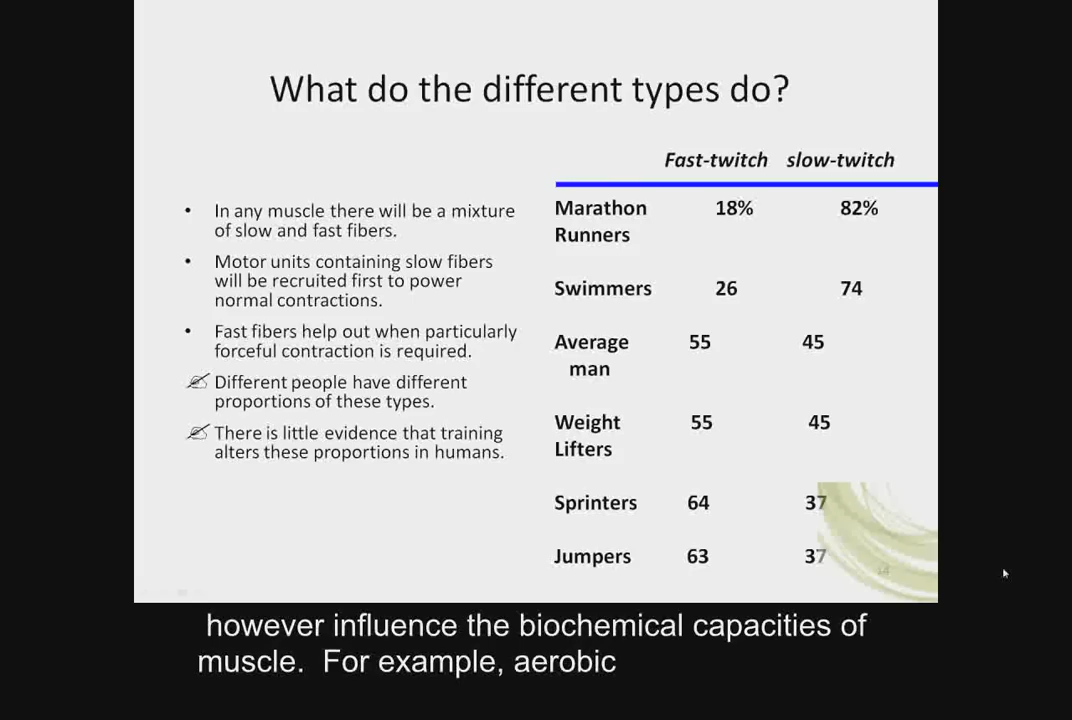 What do the different types do?
Fast-twitch slow-twitch
• In any muscle there will be a mixture
of slow and fast fibers.
• Motor units containing slow fibers
will be recruited first to power
normal contractions.
• Fast fibers help out when particularly
forceful contraction is required.
Different people have different
proportions of these types.
There is little evidence that training
alters these proportions in humans.
Marathon 18% 82%
Runners
Swimmers 26 74
Average 55 45
man
Weight 55 45
Lifters
Sprinters 64 37
Jumpers 63 37
14
however influence the biochemical capacities of
muscle. For example, aerobic